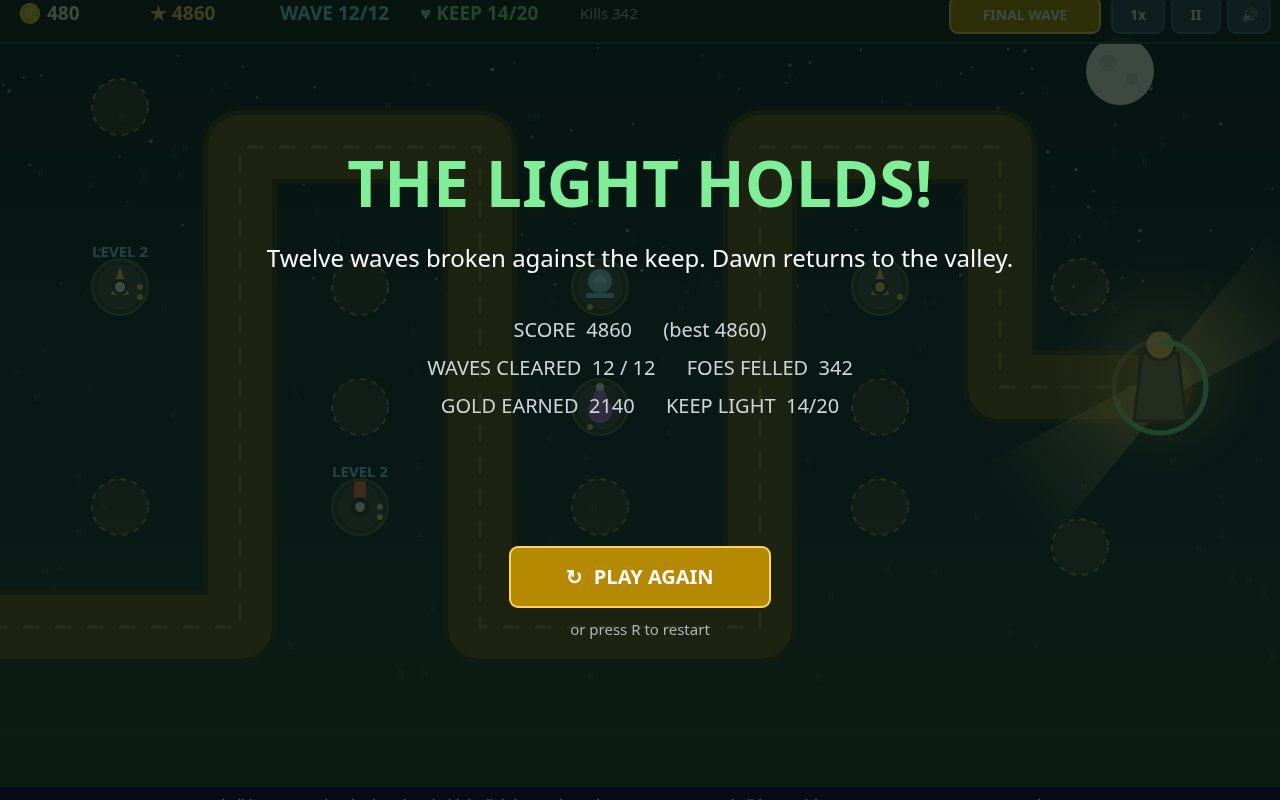 480 ★ 4860 WAVE 12/12 ♥ KEEP 14/20 Kills 342 FINAL WAVE 1x II
THE LIGHT HOLDS!
Twelve waves broken against the keep. Dawn returns to the valley.
LEVEL 2
SCORE 4860 (best 4860)
WAVES CLEARED 12 / 12 FOES FELLED 342
GOLD EARNED 2140 KEEP LIGHT 14/20
LEVEL 2
↻ PLAY AGAIN
or press R to restart